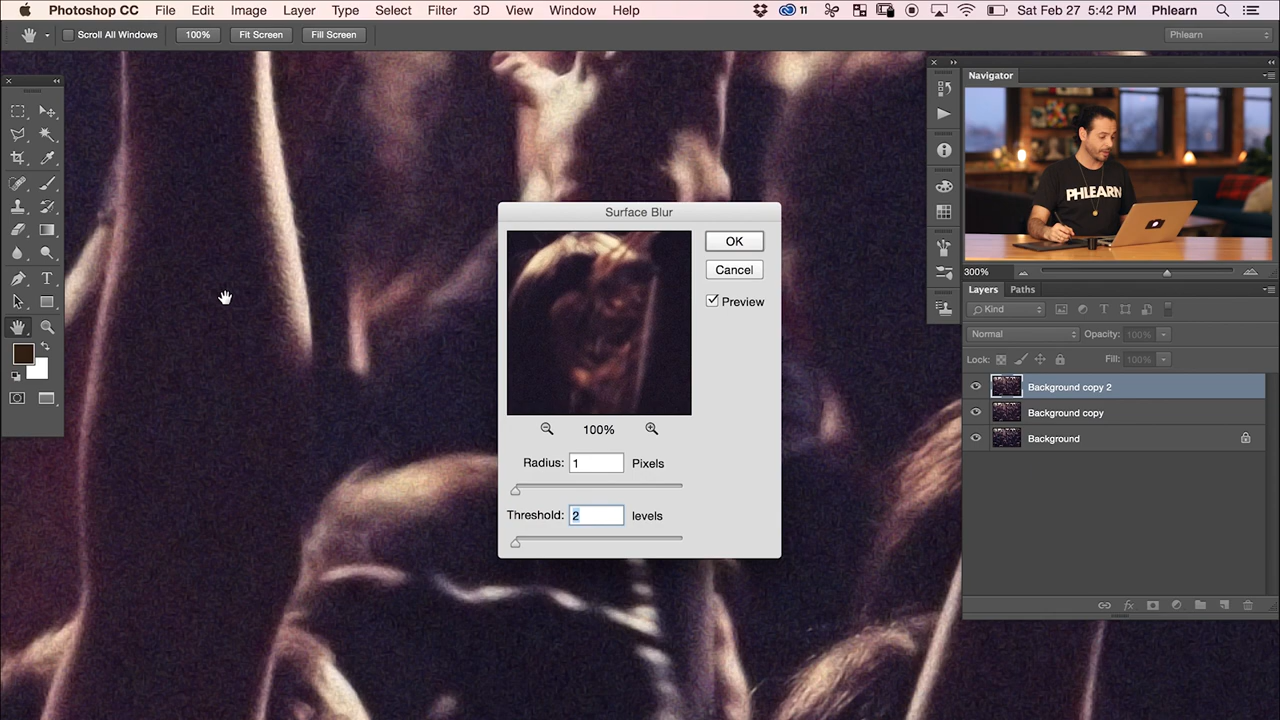 Photoshop CC File Edit Image Layer Type Select Filter 3D View Window Help 11 Sat Feb 27 5:42 PM Phlearn
Scroll All Windows 100% Fit Screen Fill Screen Phlearn
Navigator
PHLEARN
300%
Layers Paths
Kind
Normal Opacity: 100%
Lock: Fill: 100%
Background copy 2
Background copy
Background
fx
T
Surface Blur
OK
Cancel
Preview
100%
Radius: 1 Pixels
Threshold: 2 levels